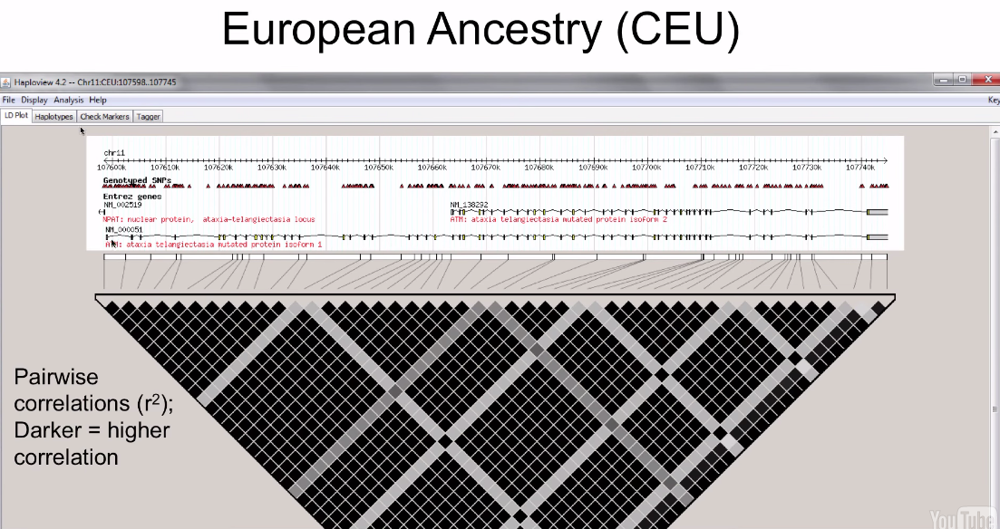 European Ancestry (CEU)
Haploview 4.2 -- Chr11:CEU:107598..107745
File Display Analysis Help
Key
LD Plot Haplotypes Check Markers Tagger
chr11
107600k 107610k 107620k 107630k 107640k 107650k 107660k 107670k 107680k 107690k 107700k 107710k 107720k 107730k 107740k
Genotyped SNPs
Entrez genes
NM_002519 NM_138292
NPAT: nuclear protein, ataxia-telangiectasia locus ATM: ataxia telangiectasia mutated protein isoform 2
NM_000051
ATM: ataxia telangiectasia mutated protein isoform 1
Pairwise
correlations (r²);
Darker = higher
correlation
YouTube